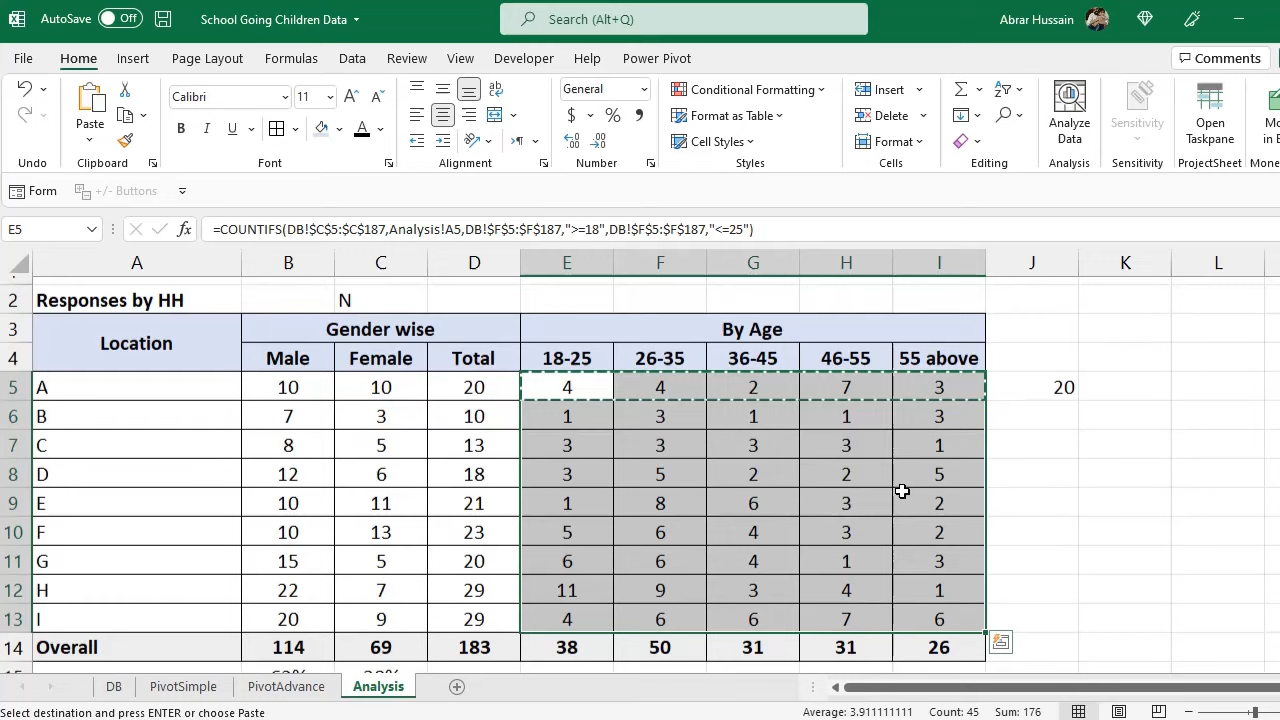 AutoSave Off School Going Children Data Search (Alt+Q) Abrar Hussain
File Home Insert Page Layout Formulas Data Review View Developer Help Power Pivot Comments
Paste Calibri 11 General Conditional Formatting Format as Table Cell Styles Insert Delete Format Analyze Data Sensitivity Open Taskpane
Undo Clipboard Font Alignment Number Styles Cells Editing Analysis Sensitivity ProjectSheet
Form +/- Buttons
E5 =COUNTIFS(DB!$C$5:$C$187,Analysis!A5,DB!$F$5:$F$187,">=18",DB!$F$5:$F$187,"<=25")
A B C D E F G H I J K L
2 Responses by HH N
3 Location Gender wise By Age
4 Male Female Total 18-25 26-35 36-45 46-55 55 above
5 A 10 10 20 4 4 2 7 3 20
6 B 7 3 10 1 3 1 1 3
7 C 8 5 13 3 3 3 3 1
8 D 12 6 18 3 5 2 2 5
9 E 10 11 21 1 8 6 3 2
10 F 10 13 23 5 6 4 3 2
11 G 15 5 20 6 6 4 1 3
12 H 22 7 29 11 9 3 4 1
13 I 20 9 29 4 6 6 7 6
14 Overall 114 69 183 38 50 31 31 26
DB PivotSimple PivotAdvance Analysis
Select destination and press ENTER or choose Paste Average: 3.911111111 Count: 45 Sum: 176